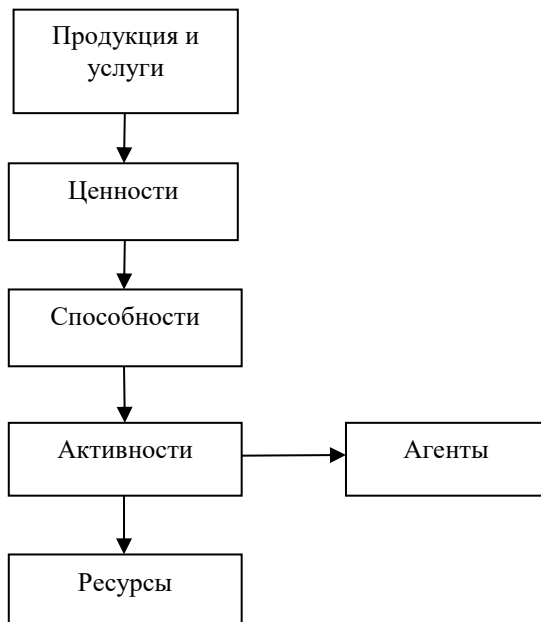 Продукция и
услуги
Ценности
Способности
Активности
Агенты
Ресурсы